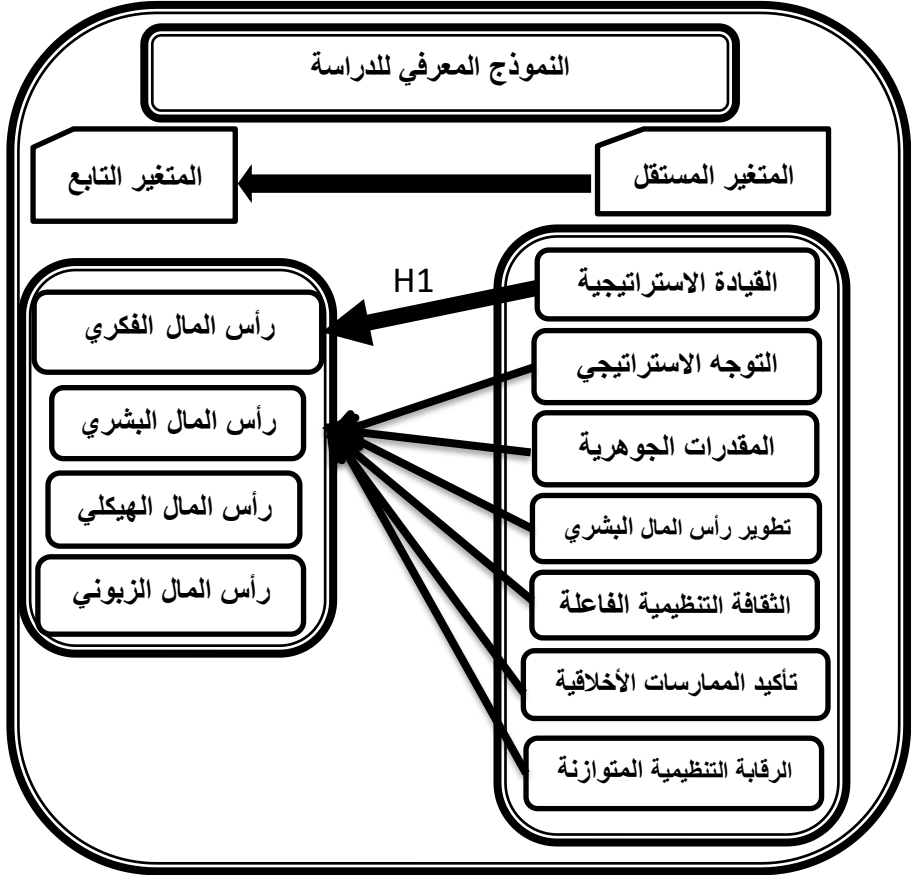 النموذج المعرفي للدراسة
المتغير المستقل
المتغير التابع
القيادة الاستراتيجية
التوجه الاستراتيجي
المقدرات الجوهرية
تطوير رأس المال البشري
الثقافة التنظيمية الفاعلة
تأكيد الممارسات الأخلاقية
الرقابة التنظيمية المتوازنة
H1
رأس المال الفكري
رأس المال البشري
رأس المال الهيكلي
رأس المال الزبوني